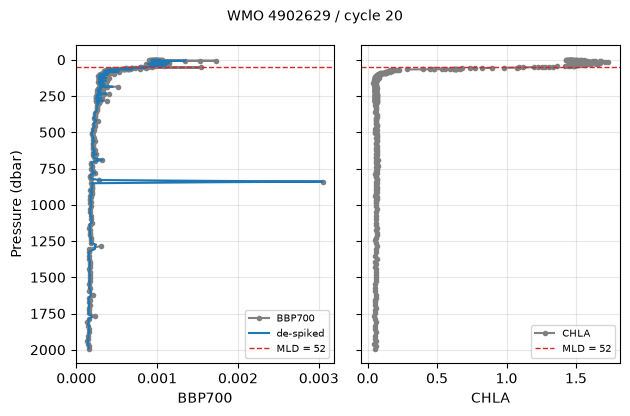 WMO 4902629 / cycle 20
Pressure (dbar)
0
250
500
750
1000
1250
1500
1750
2000
BBP700
de-spiked
MLD = 52
0.000 0.001 0.002 0.003
BBP700
CHLA
MLD = 52
0.0 0.5 1.0 1.5
CHLA